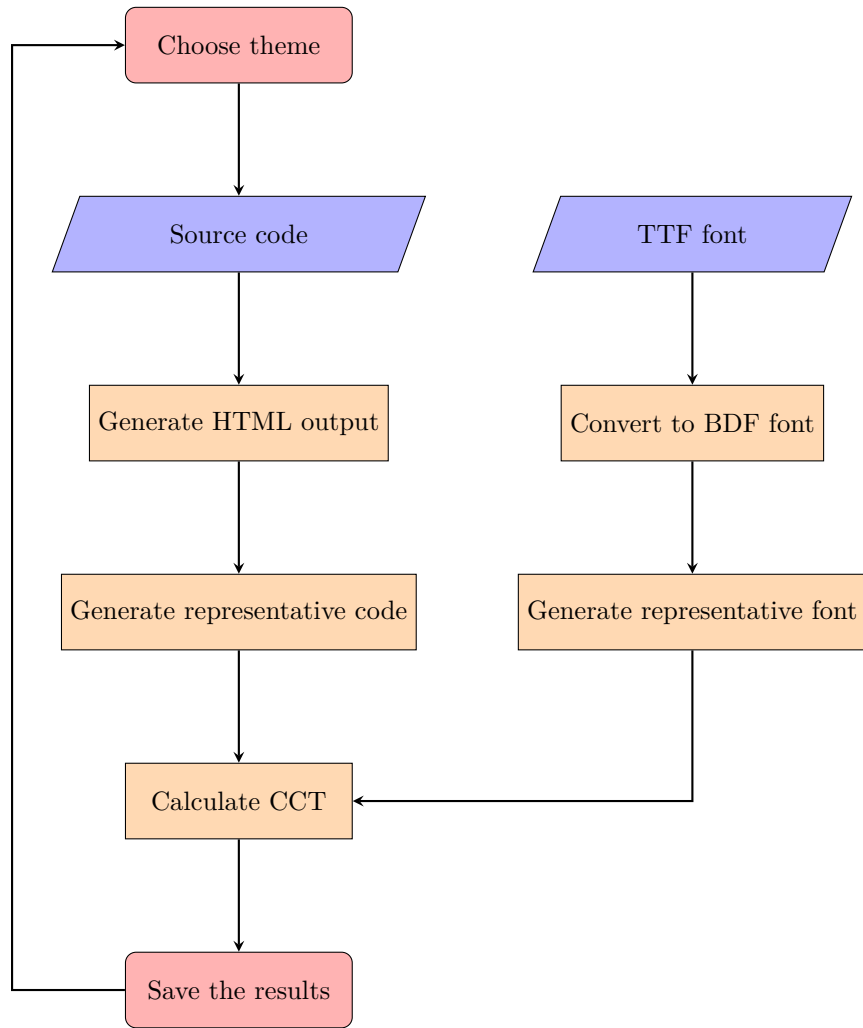 Choose theme
Source code
TTF font
Generate HTML output
Convert to BDF font
Generate representative code
Generate representative font
Calculate CCT
Save the results